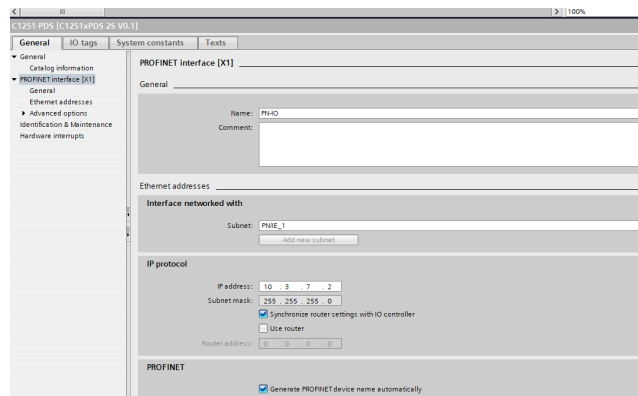 100%
C1251-PDS [C1251xPDS 2S V0.1]
General IO tags System constants Texts
General
Catalog information
PROFINET interface [X1]
General
Ethernet addresses
Advanced options
Identification & Maintenance
Hardware interrupts
PROFINET interface [X1]
General
Name: PN-IO
Comment:
Ethernet addresses
Interface networked with
Subnet: PN/IE_1
Add new subnet
IP protocol
IP address: 10 . 3 . 7 . 2
Subnet mask: 255 . 255 . 255 . 0
Synchronize router settings with IO controller
Use router
Router address: 0 . 0 . 0 . 0
PROFINET
Generate PROFINET device name automatically